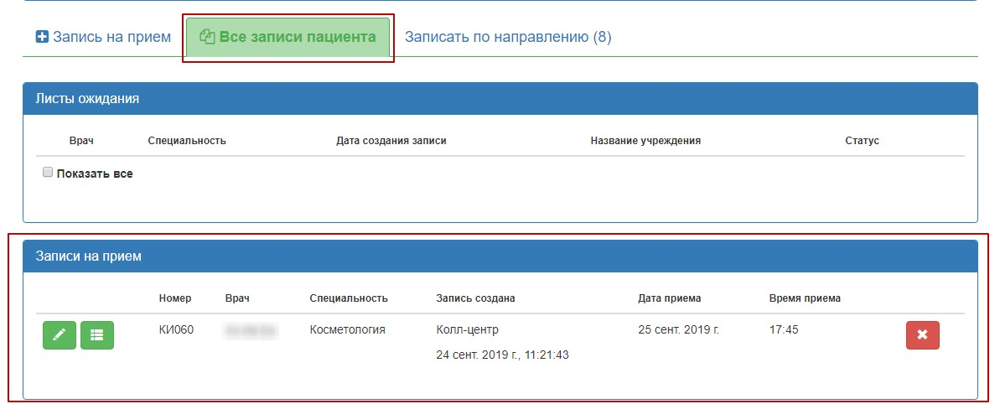 Запись на прием Все записи пациента Записать по направлению (8)
Листы ожидания
Врач Специальность Дата создания записи Название учреждения Статус
Показать все
Записи на прием
Номер Врач Специальность Запись создана Дата приема Время приема
КИ060 Косметология Колл-центр 25 сент. 2019 г. 17:45
24 сент. 2019 г., 11:21:43